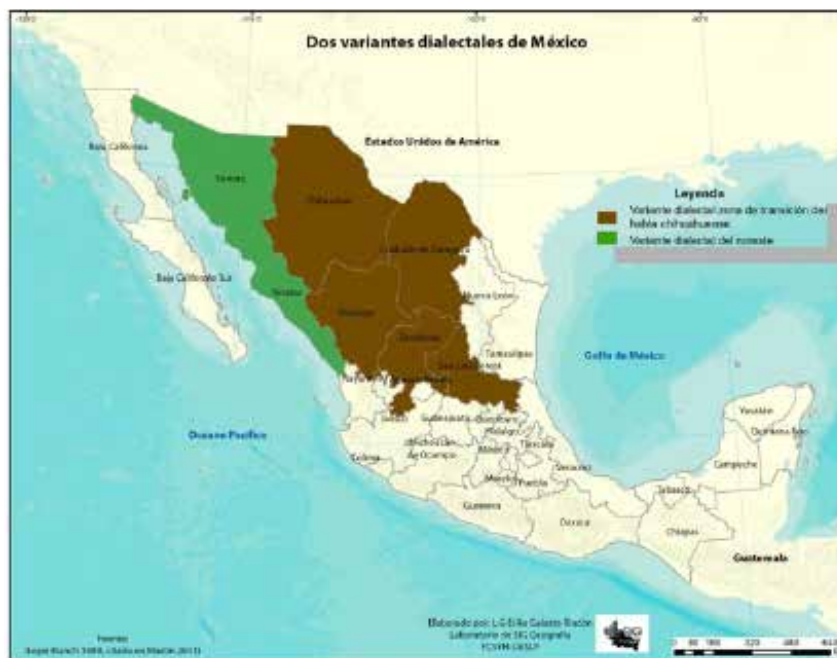 Dos variantes dialectales de México
Estados Unidos de América
Baja California
Sonora
Chihuahua
Leyenda
Variante dialectal zona de transición del
habla chihuahuense
Variante dialectal del noroeste
Coahuila de Zaragoza
Baja California Sur
Sinaloa
Durango
Nuevo León
Zacatecas
Tamaulipas
San Luis Potosí
Golfo de México
Nayarit
Jalisco
Guanajuato
Querétaro
Hidalgo
Yucatán
Quintana Roo
Océano Pacífico
Michoacán
de Ocampo
México
Tlaxcala
Colima
Veracruz
Campeche
Morelos
Puebla
Tabasco
Guerrero
Oaxaca
Chiapas
Guatemala
Elaborado por: LG Erika Galarza Rincón
Laboratorio de SIG Geografía
Fuentes: